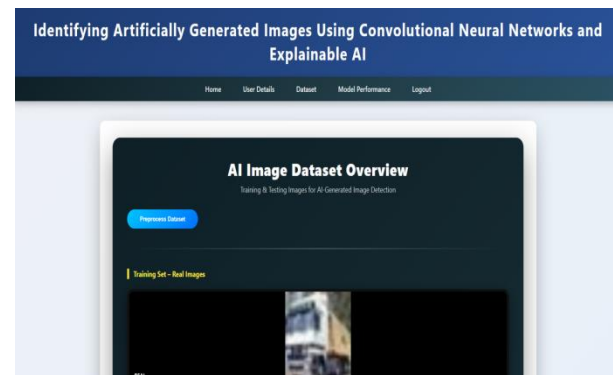 Identifying Artificially Generated Images Using Convolutional Neural Networks and
Explainable AI
Home User Details Dataset Model Performance Logout
AI Image Dataset Overview
Training & Testing Images for AI-Generated Image Detection
Preprocess Dataset
Training Set – Real Images